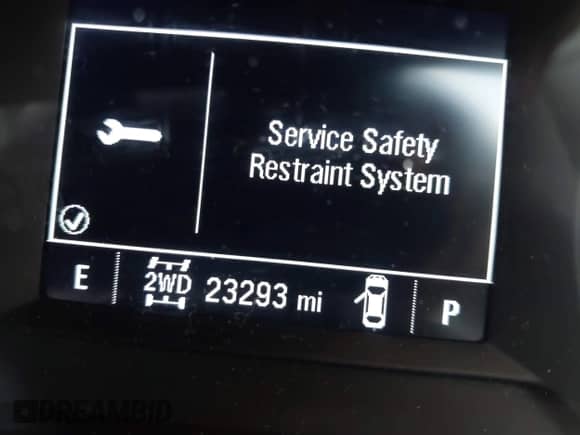 Service Safety
Restraint System
E
2WD
23293 mi
P
DREAMBID